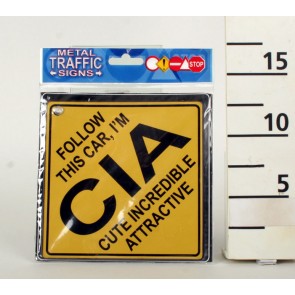 METAL
TRAFFIC
SIGNS
STOP
FOLLOW
THIS CAR, I'M
CIA
CUTE INCREDIBLE
ATTRACTIVE
15
10
5